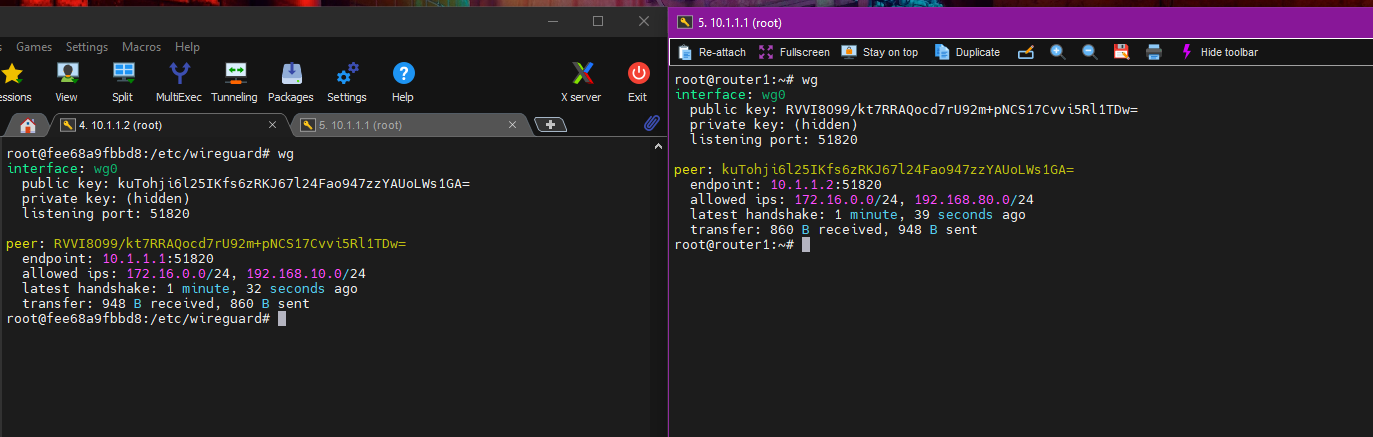 s Games Settings Macros Help
essions View Split MultiExec Tunneling Packages Settings Help X server Exit
4. 10.1.1.2 (root) 5. 10.1.1.1 (root)
root@fee68a9fbbd8:/etc/wireguard# wg
interface: wg0
public key: kuTohji6l25IKfs6zRKJ67l24Fao947zzYAUoLWs1GA=
private key: (hidden)
listening port: 51820
peer: RVVI8O99/kt7RRAQocd7rU92m+pNCS17Cvvi5Rl1TDw=
endpoint: 10.1.1.1:51820
allowed ips: 172.16.0.0/24, 192.168.10.0/24
latest handshake: 1 minute, 32 seconds ago
transfer: 948 B received, 860 B sent
root@fee68a9fbbd8:/etc/wireguard#
5. 10.1.1.1 (root)
Re-attach Fullscreen Stay on top Duplicate Hide toolbar
root@router1:~# wg
interface: wg0
public key: RVVI8O99/kt7RRAQocd7rU92m+pNCS17Cvvi5Rl1TDw=
private key: (hidden)
listening port: 51820
peer: kuTohji6l25IKfs6zRKJ67l24Fao947zzYAUoLWs1GA=
endpoint: 10.1.1.2:51820
allowed ips: 172.16.0.0/24, 192.168.80.0/24
latest handshake: 1 minute, 39 seconds ago
transfer: 860 B received, 948 B sent
root@router1:~#